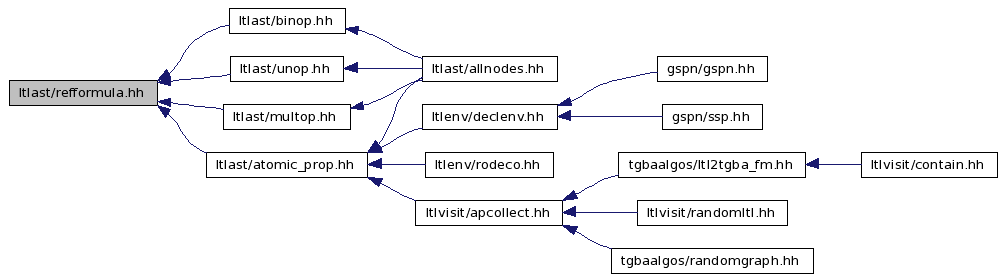 ltlast/refformula.hh
ltlast/binop.hh
ltlast/unop.hh
ltlast/multop.hh
ltlast/atomic_prop.hh
ltlast/allnodes.hh
ltlenv/declenv.hh
ltlenv/rodeco.hh
ltlvisit/apcollect.hh
gspn/gspn.hh
gspn/ssp.hh
tgbaalgos/ltl2tgba_fm.hh
ltlvisit/randomltl.hh
tgbaalgos/randomgraph.hh
ltlvisit/contain.hh